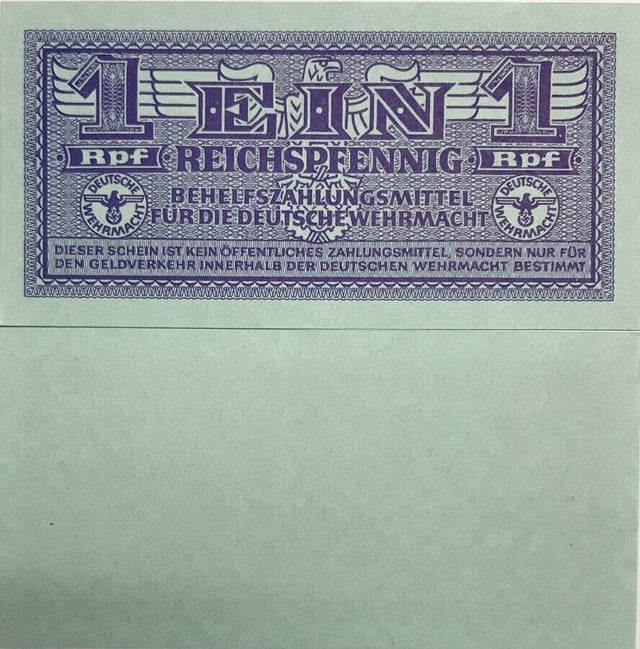 1 EIN 1
Rpf REICHSPFENNIG Rpf
DEUTSCHE WEHRMACHT
BEHELFSZAHLUNGSMITTEL
FÜR DIE DEUTSCHE WEHRMACHT
DEUTSCHE WEHRMACHT
DIESER SCHEIN IST KEIN ÖFFENTLICHES ZAHLUNGSMITTEL, SONDERN NUR FÜR
DEN GELDVERKEHR INNERHALB DER DEUTSCHEN WEHRMACHT BESTIMMT